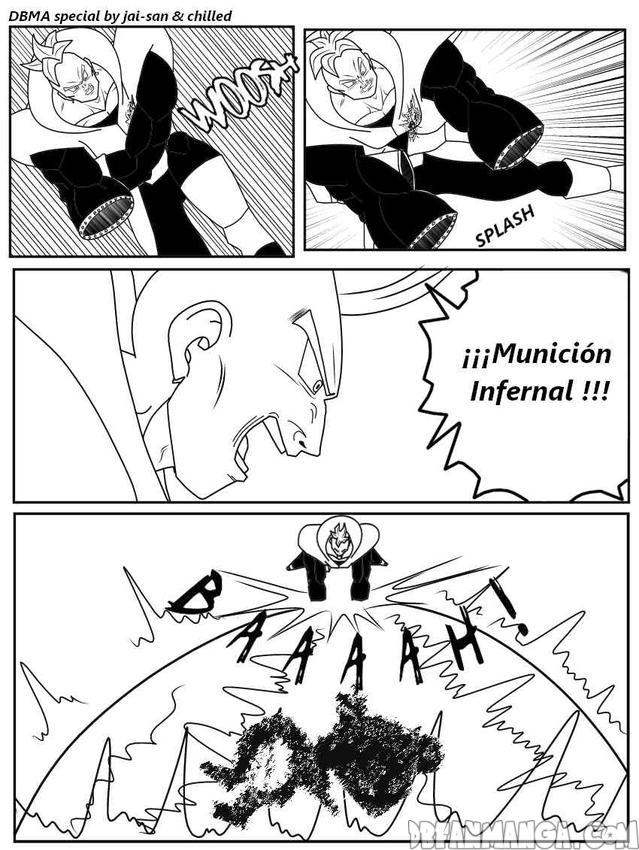 DBMA special by jai-san & chilled
WOOSH
SPLASH
¡¡¡Munición
Infernal !!!
BAAAAH!
DBFANMANGA.COM